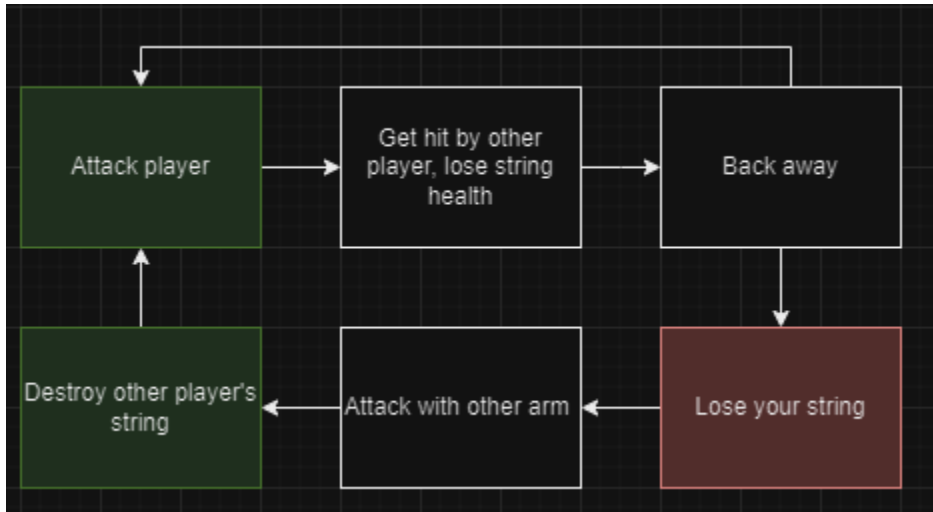 Attack player
Get hit by other
player, lose string
health
Back away
Destroy other player's
string
Attack with other arm
Lose your string